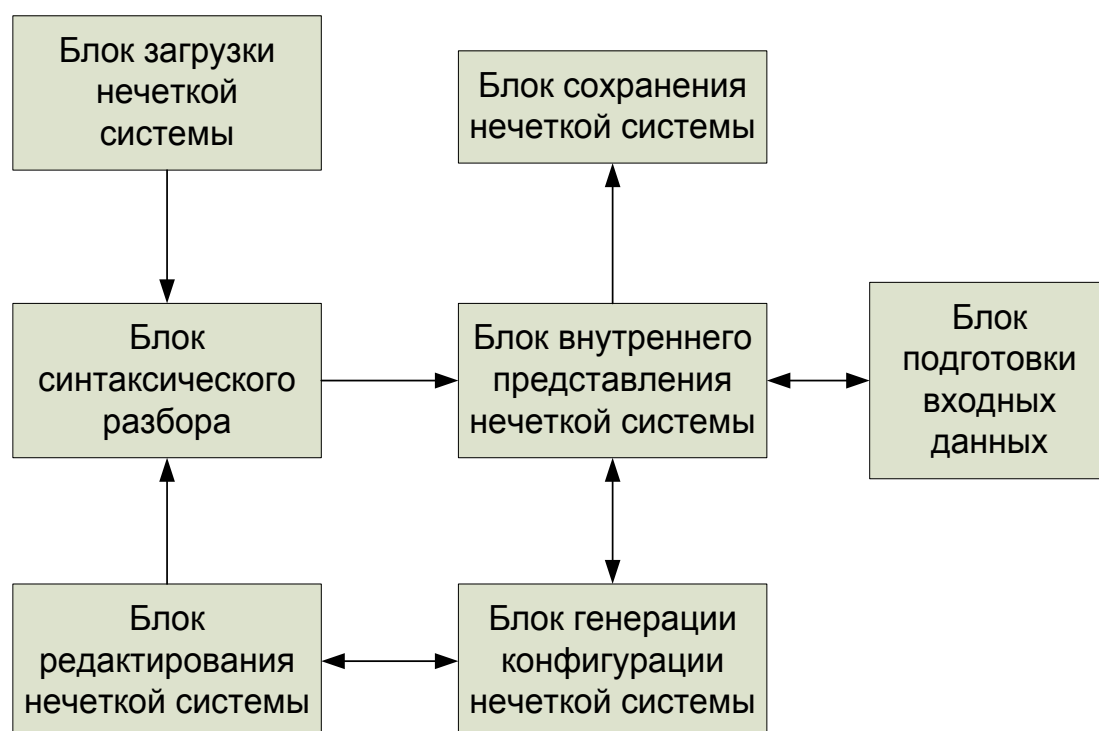 Блок загрузки
нечеткой
системы
Блок сохранения
нечеткой системы
Блок
синтаксического
разбора
Блок внутреннего
представления
нечеткой системы
Блок
подготовки
входных
данных
Блок
редактирования
нечеткой системы
Блок генерации
конфигурации
нечеткой системы